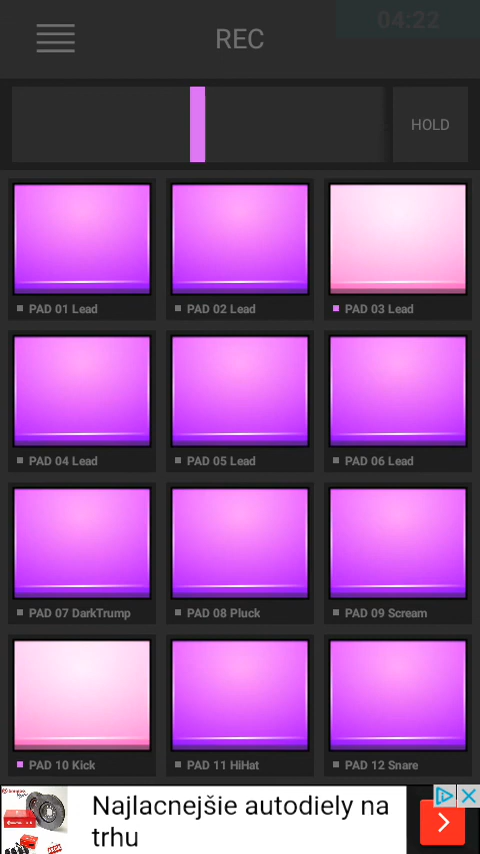 04:22
REC
HOLD
PAD 01 Lead
PAD 02 Lead
PAD 03 Lead
PAD 04 Lead
PAD 05 Lead
PAD 06 Lead
PAD 07 DarkTrump
PAD 08 Pluck
PAD 09 Scream
PAD 10 Kick
PAD 11 HiHat
PAD 12 Snare
Najlacnejšie autodiely na
trhu